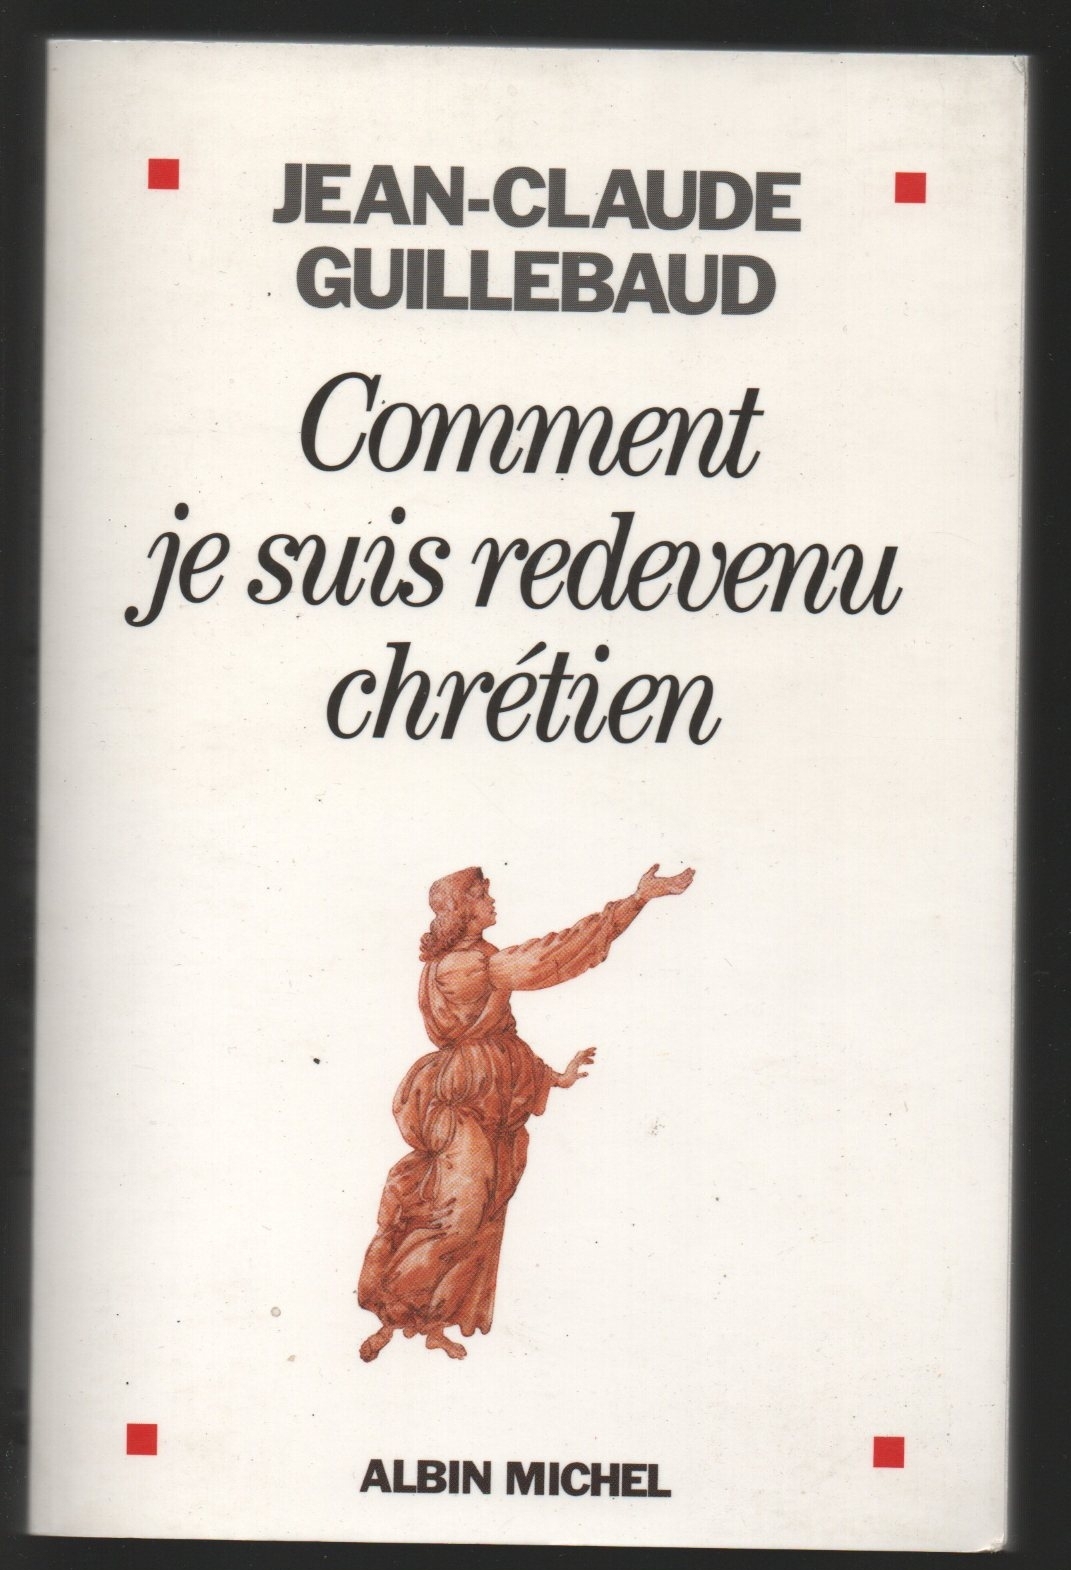 JEAN-CLAUDE
GUILLEBAUD
Comment
je suis redevenu
chrétien
ALBIN MICHEL